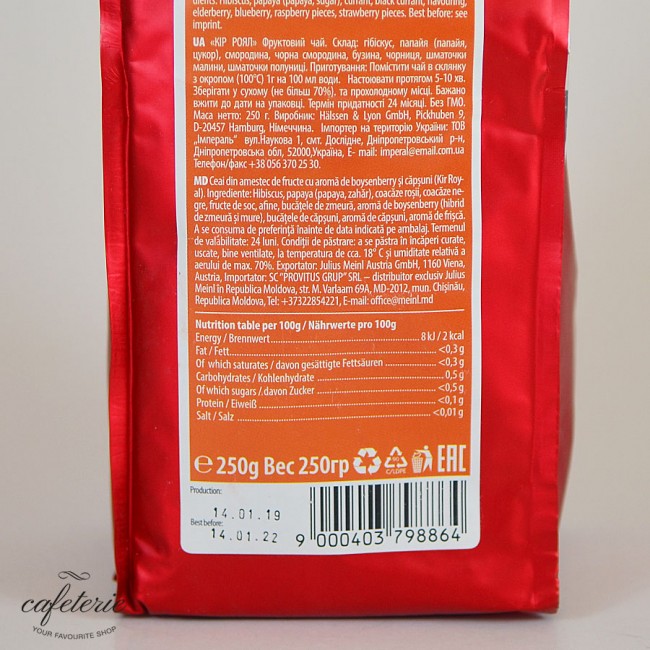 dients: Hibiscus, papaya (papaya, sugar), currant, black currant, flavouring,
elderberry, blueberry, raspberry pieces, strawberry pieces. Best before: see
imprint.
UA «КІР РОЯЛ» Фруктовий чай. Склад: гібіскус, папайя (папайя,
цукор), смородина, чорна смородина, бузина, чорниця, шматочки
малини, шматочки полуниці. Приготування: Помістити чай в склянку
з окропом (100°С) 1г на 100 мл води. Настоювати протягом 5-10 хв.
Зберігати у сухому (не більш 70%), та прохолодному місці. Бажано
вжити до дати на упаковці. Термін придатності 24 місяці. Без ГМО.
Маса нетто: 250 г. Виробник: Hälssen & Lyon GmbH, Pickhuben 9,
D-20457 Hamburg, Німеччина. Імпортер на територію України: ТОВ
„Імпераль” вул.Наукова 1, смт. Дослідне, Дніпропетровський р-н,
Дніпропетровська обл, 52000,Україна, E- mail: imperal@email.com.ua
Телефон/факс +38 056 370 25 30.
MD Ceai din amestec de fructe cu aromă de boysenberry și căpșuni (Kir Roy-
al). Ingrediente: Hibiscus, papaya (papaya, zahăr), coacăze roșii, coacăze ne-
gre, fructe de soc, afine, bucățele de zmeură, aromă de boysenberry (hibrid
de zmeură și mure), bucățele de căpșuni, aromă de căpșuni, aromă de frișcă.
A se consuma de preferință înainte de data indicată pe ambalaj. Termenul
de valabilitate: 24 luni. Condiții de păstrare: a se păstra în încăperi curate,
uscate, bine ventilate, la temperatura de cca. 18° C și umiditate relativă a
aerului de max. 70%. Exportator: Julius Meinl Austria GmbH, 1160 Viena,
Austria, Importator: SC "PROVITUS GRUP" SRL – distribuitor exclusiv Julius
Meinl în Republica Moldova, str. M. Varlaam 69A, MD-2012, mun. Chișinău,
Republica Moldova, Tel: +37322854221, E-mail: office@meinl.md
Nutrition table per 100g / Nährwerte pro 100g
Energy / Brennwert 8 kJ / 2 kcal
Fat / Fett <0,3 g
Of which saturates / davon gesättigte Fettsäuren <0,3 g
Carbohydrates / Kohlenhydrate 0,5 g
Of which sugars / davon Zucker <0,5 g
Protein / Eiweiß <0,1 g
Salt / Salz <0,01 g
℮ 250g Вес 250гр 90 C/LDPE EAC
Production:
14.01.19
Best before:
14.01.22
9 000403 798864
cafeterie
YOUR FAVOURITE SHOP